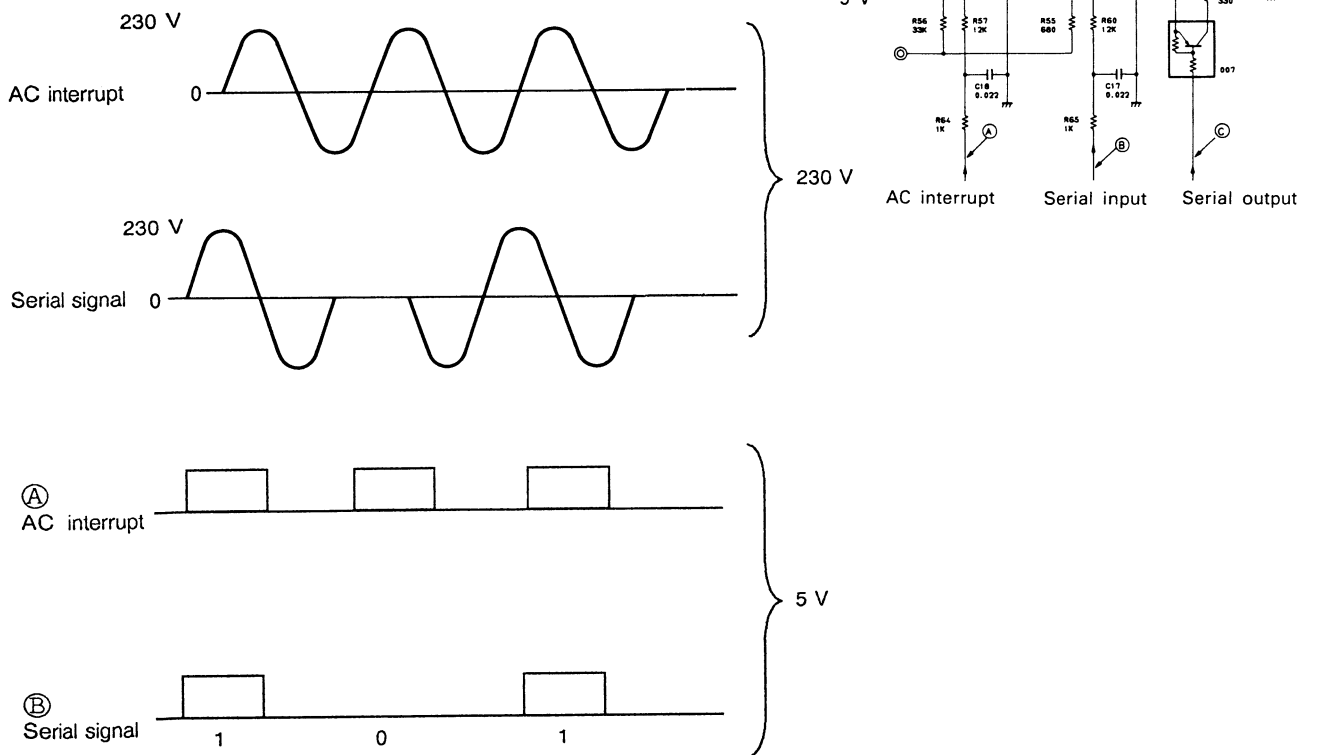 230 V
AC interrupt 0
230 V
230 V
Serial signal 0
Ⓐ
AC interrupt
5 V
Ⓑ
Serial signal
1 0 1
R56
33K
R57
12K
R55
680
R60
12K
330
007
C18
0.022
C17
0.022
R64
1K
R65
1K
Ⓐ
Ⓑ
Ⓒ
AC interrupt Serial input Serial output